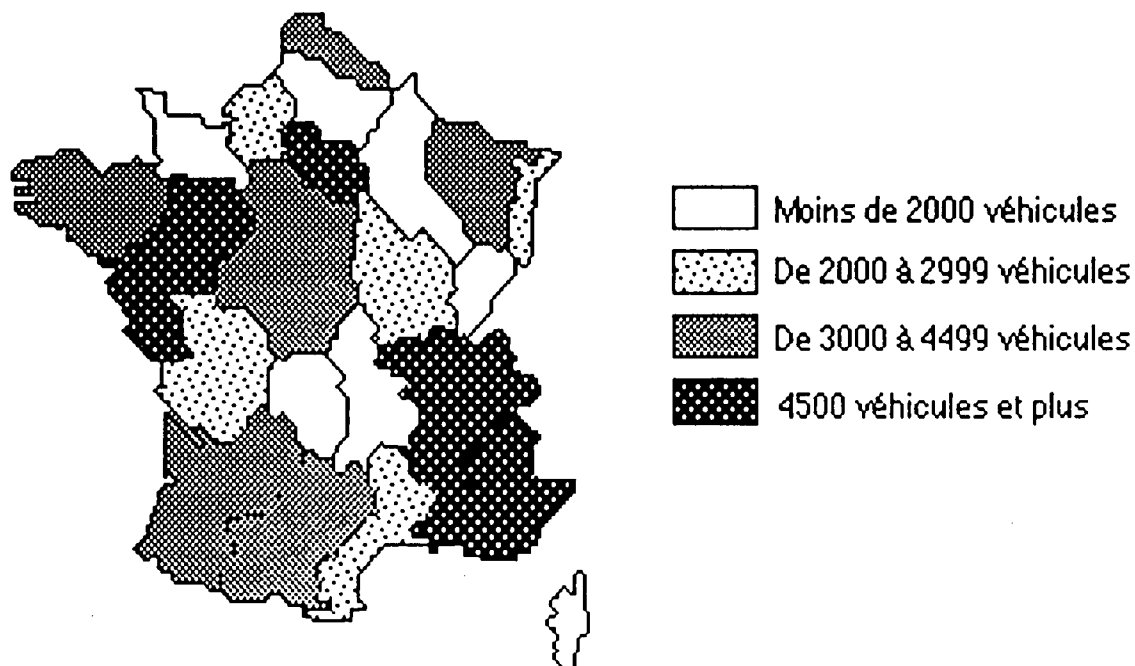 Moins de 2000 véhicules
De 2000 à 2999 véhicules
De 3000 à 4499 véhicules
4500 véhicules et plus